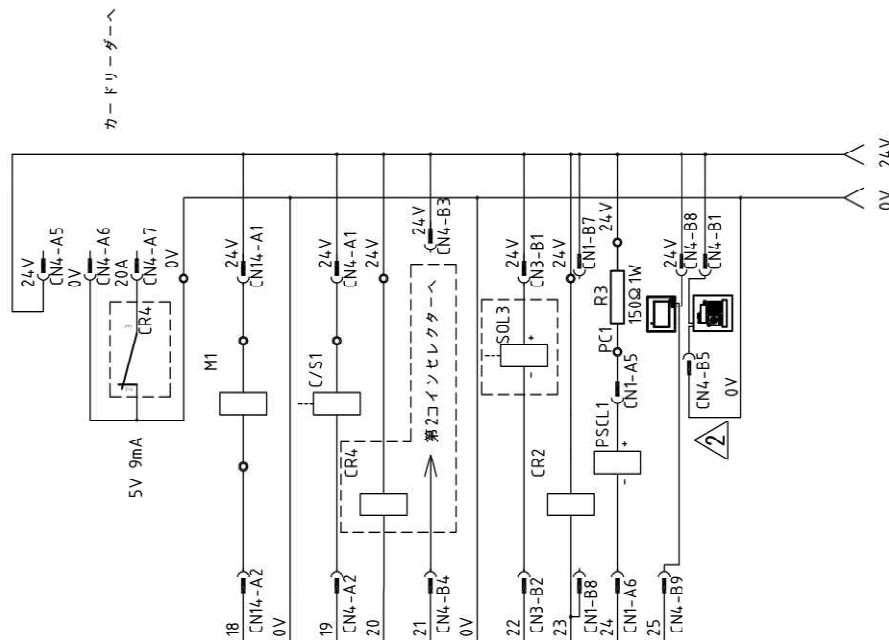 カードリーダーへ
24V
CN4-A5
0V
CN4-A6
20A
CN4-A7
0V
CR4
3
2
5V 9mA
24V
CN14-A1
M1
18
CN14-A2
0V
24V
CN4-A1
C/S1
19
CN4-A2
24V
CR4
20
24V
CN4-B3
第2コインセレクターへ
21
CN4-B4
0V
24V
CN3-B1
SOL3
+
-
22
CN3-B2
24V
CN1-B7
CR2
23
CN1-B8
24V
R3
150Ω 1W
PC1
CN1-A5
PSCL1
+
-
24
CN1-A6
24V
CN4-B8
25
CN4-B9
CN4-B1
CN4-B5
0V
2
0V
24V